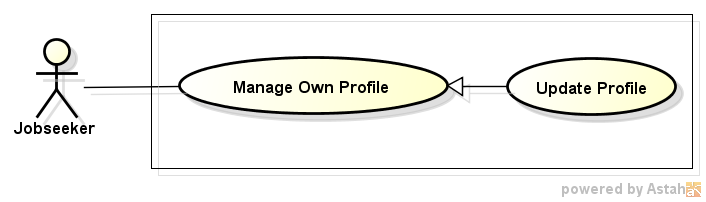 Manage Own Profile
Update Profile
Jobseeker
powered by Astah